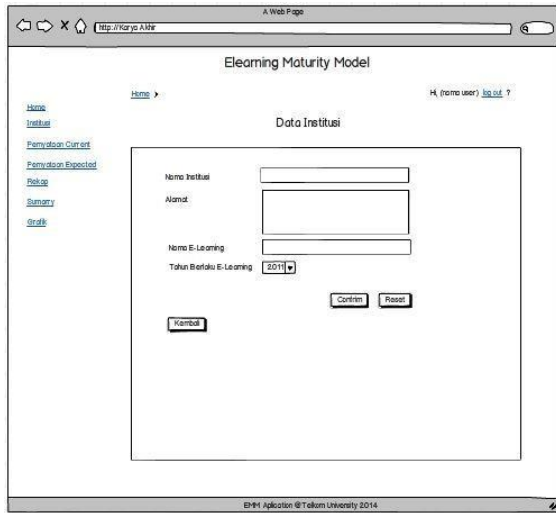 A Web Page
http://Karya Akhir
Elearning Maturity Model
Home
Hi, (nama user) log out ?
Home
Institusi
Pernyataan Current
Pernyataan Expected
Rekap
Sumarry
Grafik
Data Institusi
Nama Institusi
Alamat
Nama E-Learning
Tahun Berlaku E-Learning 2011
Confrim Reset
Kembali
EMM Aplication @Telkom University 2014